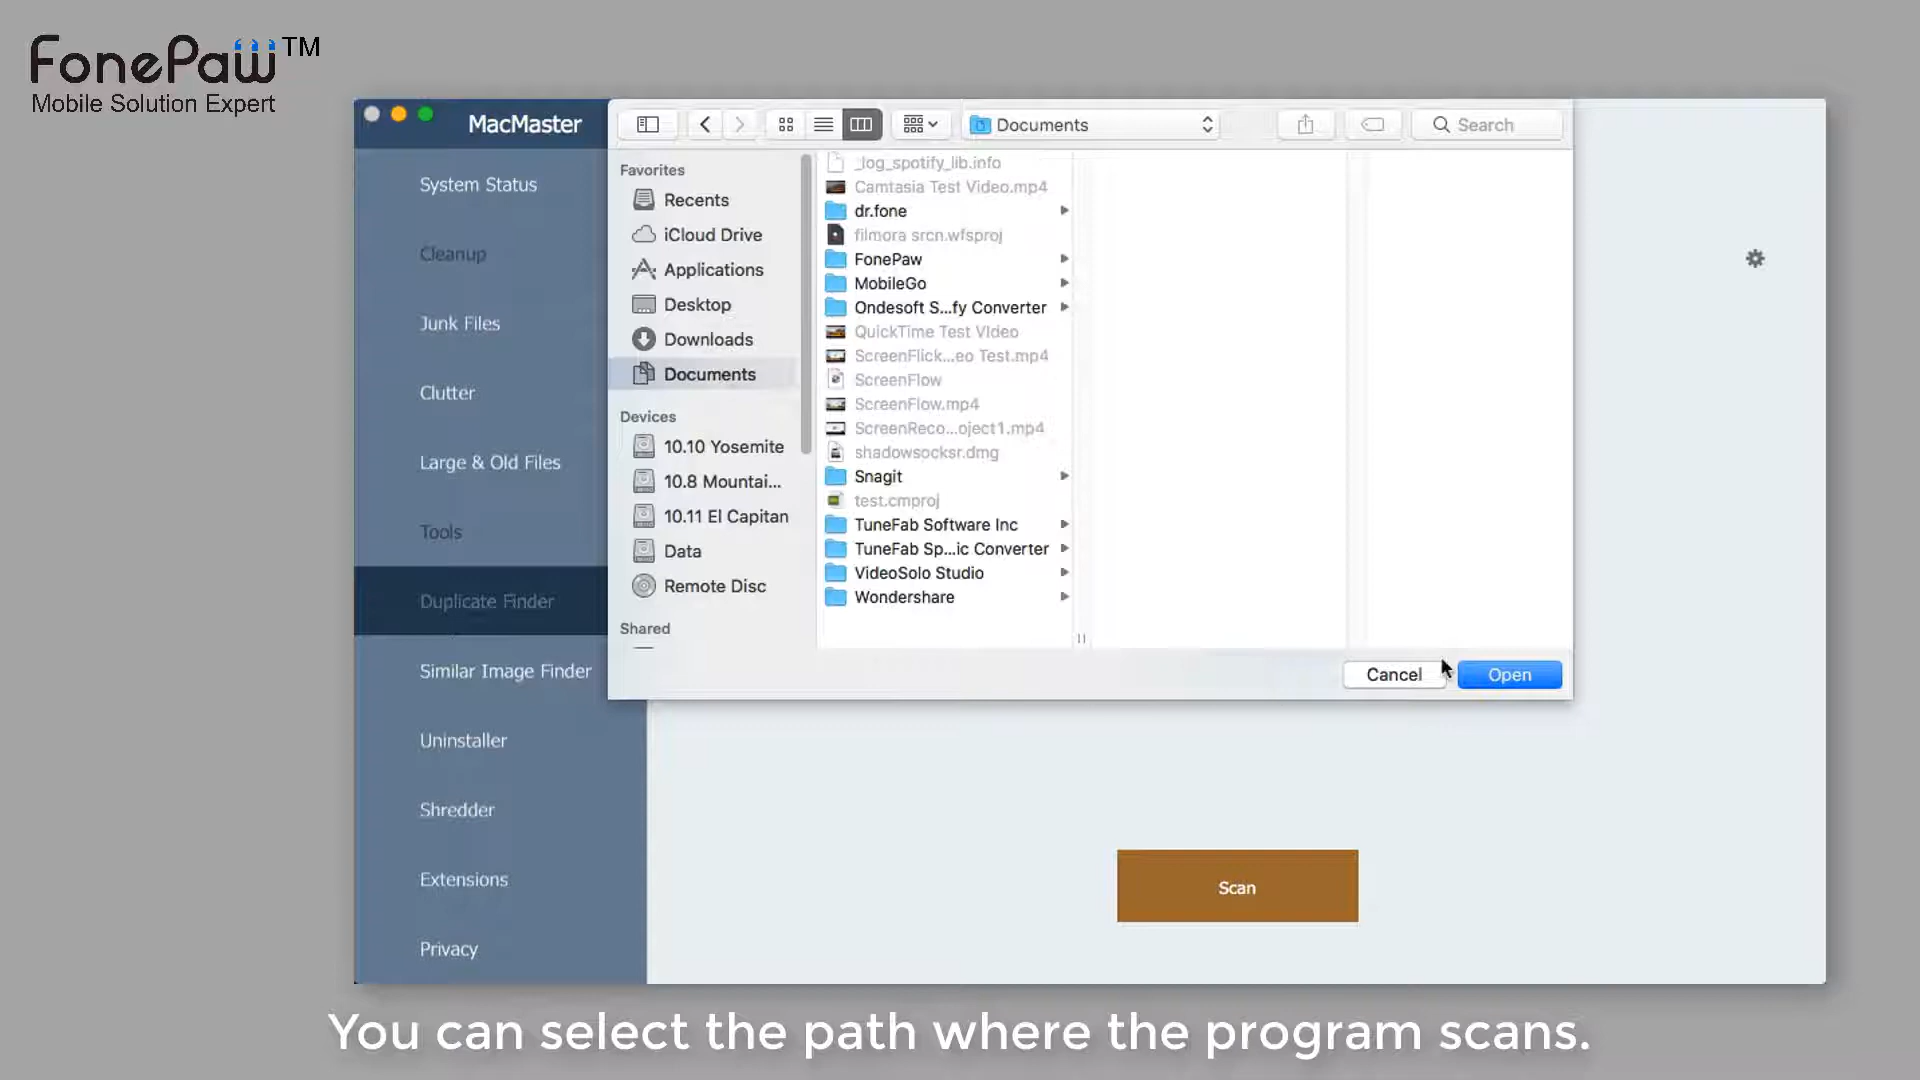 FonePaw™
Mobile Solution Expert
MacMaster
System Status
Cleanup
Junk Files
Clutter
Large & Old Files
Tools
Duplicate Finder
Similar Image Finder
Uninstaller
Shredder
Extensions
Privacy
Documents
Search
Favorites
Recents
iCloud Drive
Applications
Desktop
Downloads
Documents
Devices
10.10 Yosemite
10.8 Mountai...
10.11 El Capitan
Data
Remote Disc
Shared
_log_spotify_lib.info
Camtasia Test Video.mp4
dr.fone
filmora srcn.wfsproj
FonePaw
MobileGo
Ondesoft S...fy Converter
QuickTime Test VIdeo
ScreenFlick...eo Test.mp4
ScreenFlow
ScreenFlow.mp4
ScreenReco...oject1.mp4
shadowsocksr.dmg
Snagit
test.cmproj
TuneFab Software Inc
TuneFab Sp...ic Converter
VideoSolo Studio
Wondershare
Cancel
Open
Scan
You can select the path where the program scans.